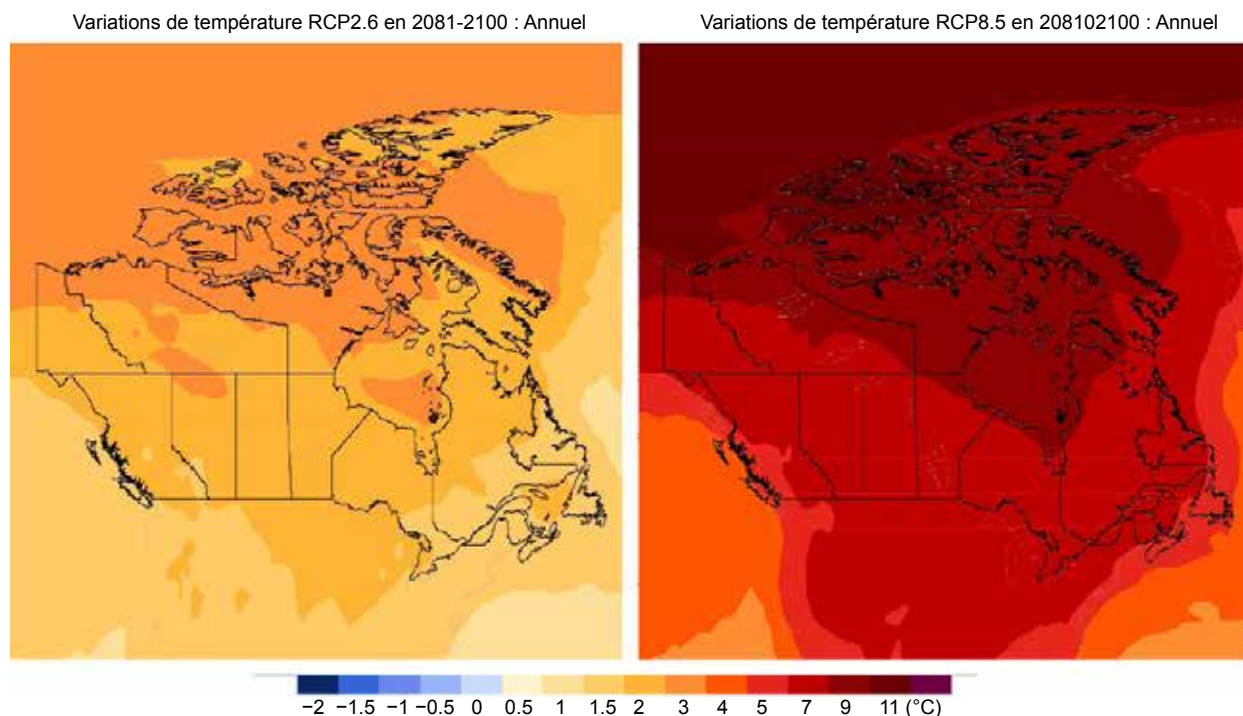 Variations de température RCP2.6 en 2081-2100 : Annuel
Variations de température RCP8.5 en 208102100 : Annuel
−2 −1.5 −1 −0.5 0 0.5 1 1.5 2 3 4 5 7 9 11 (°C)